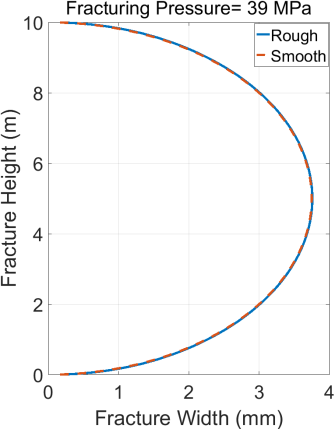 Fracturing Pressure= 39 MPa
Rough
Smooth
Fracture Height (m)
10
8
6
4
2
0
0 1 2 3 4
Fracture Width (mm)